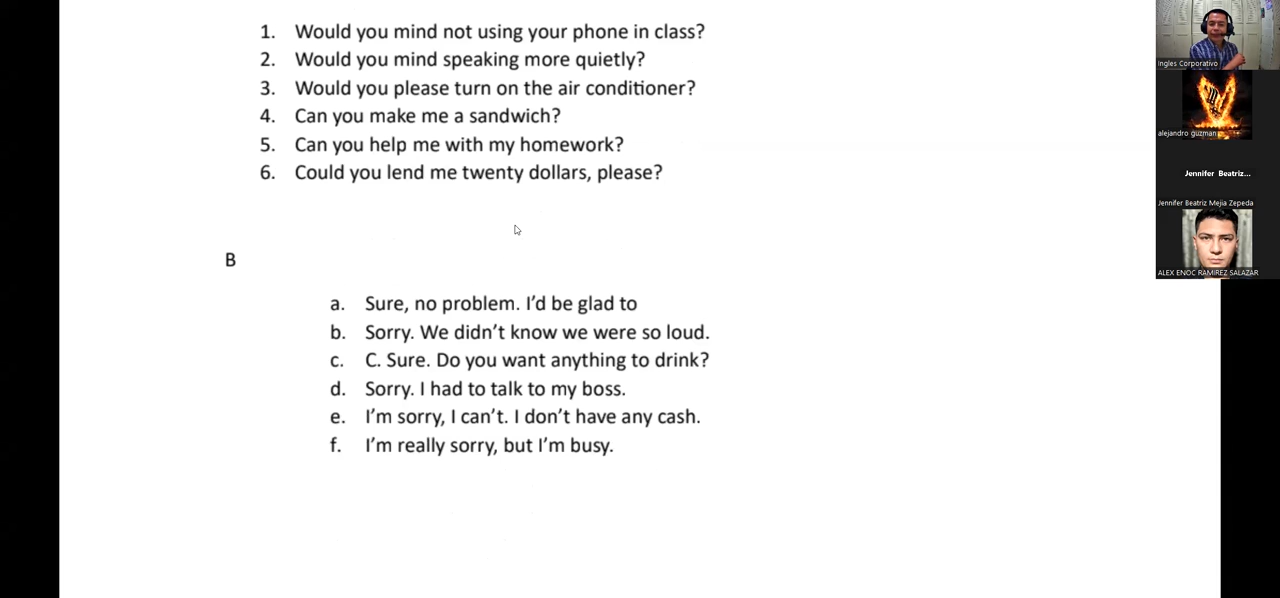 1. Would you mind not using your phone in class?
2. Would you mind speaking more quietly?
3. Would you please turn on the air conditioner?
4. Can you make me a sandwich?
5. Can you help me with my homework?
6. Could you lend me twenty dollars, please?
B
a. Sure, no problem. I’d be glad to
b. Sorry. We didn’t know we were so loud.
c. C. Sure. Do you want anything to drink?
d. Sorry. I had to talk to my boss.
e. I’m sorry, I can’t. I don’t have any cash.
f. I’m really sorry, but I’m busy.
Ingles Corporativo
alejandro guzman
Jennifer Beatriz...
Jennifer Beatriz Mejia Zepeda
ALEX ENOC RAMIREZ SALAZAR